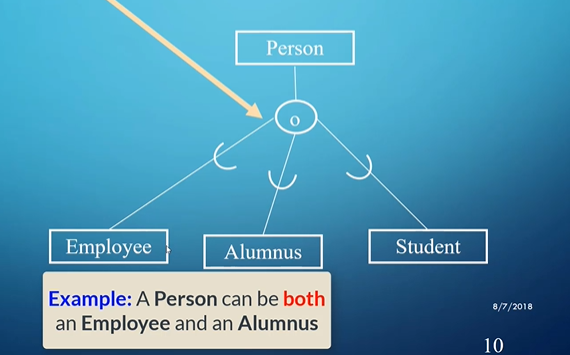 Person
o
Employee
Alumnus
Student
Example: A Person can be both
an Employee and an Alumnus
8/7/2018
10